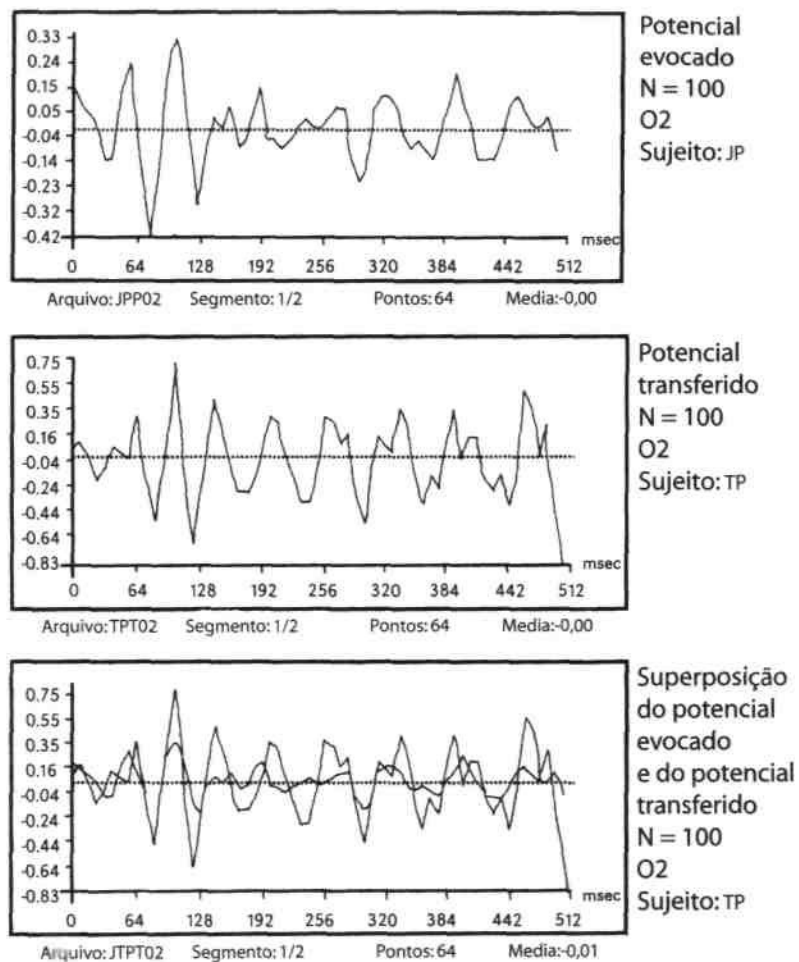 Potencial
evocado
N = 100
O2
Sujeito: JP
0.33
0.24
0.15
0.05
-0.04
-0.14
-0.23
-0.32
-0.42
msec
0 64 128 192 256 320 384 442 512
Arquivo: JPP02 Segmento: 1/2 Pontos: 64 Media:-0,00
Potencial
transferido
N = 100
O2
Sujeito: TP
0.75
0.55
0.35
0.16
-0.04
-0.24
-0.44
-0.64
-0.83
msec
0 64 128 192 256 320 384 442 512
Arquivo: TPT02 Segmento: 1/2 Pontos: 64 Media:-0,00
Superposição
do potencial
evocado
e do potencial
transferido
N = 100
O2
Sujeito: TP
0.75
0.55
0.35
0.16
-0.04
-0.24
-0.44
-0.64
-0.83
msec
0 64 128 192 256 320 384 442 512
Arquivo: JTPT02 Segmento: 1/2 Pontos: 64 Media:-0,01